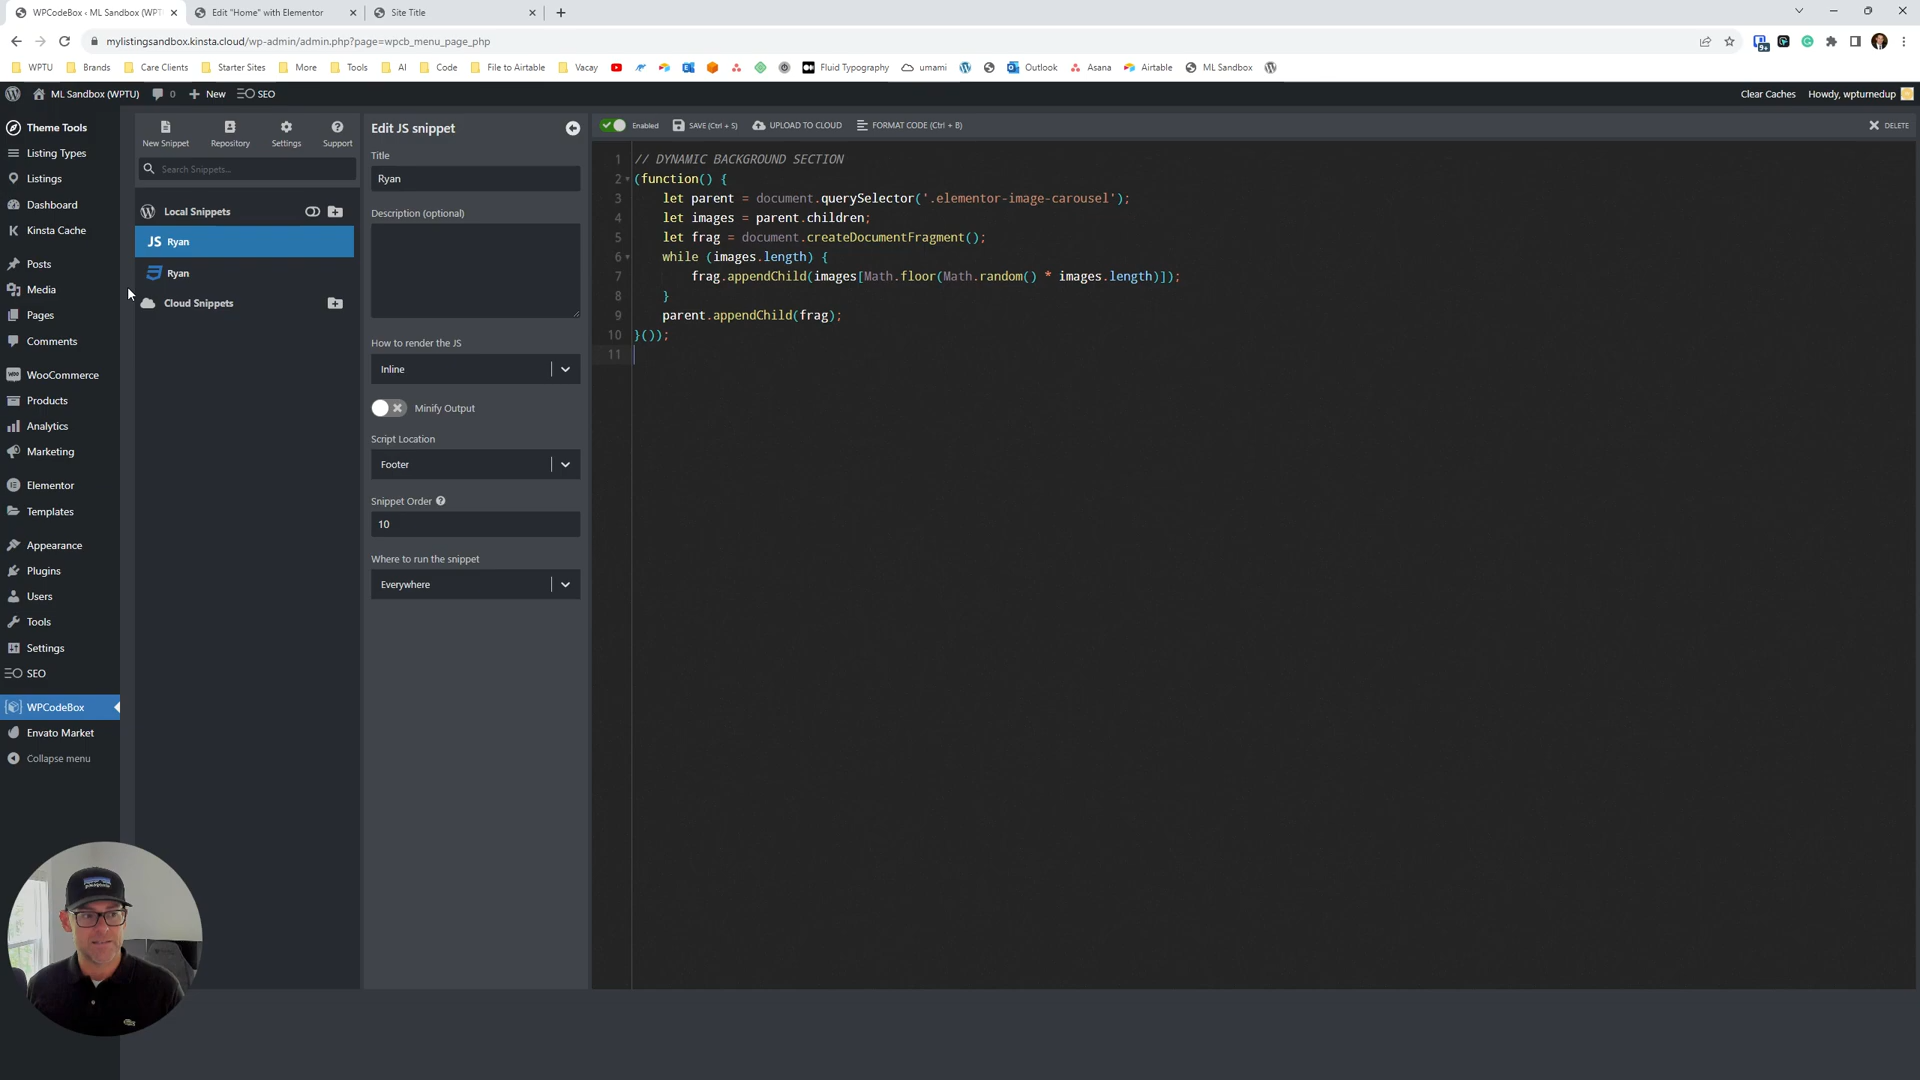 WPCodeBox ‹ ML Sandbox (WPTU
Edit "Home" with Elementor
Site Title
mylistingsandbox.kinsta.cloud/wp-admin/admin.php?page=wpcb_menu_page_php
WPTU
Brands
Care Clients
Starter Sites
More
Tools
AI
Code
File to Airtable
Vacay
Fluid Typography
umami
Outlook
Asana
Airtable
ML Sandbox
ML Sandbox (WPTU)
0
New
SEO
Clear Caches
Howdy, wpturnedup
Theme Tools
Listing Types
Listings
Dashboard
Kinsta Cache
Posts
Media
Pages
Comments
WooCommerce
Products
Analytics
Marketing
Elementor
Templates
Appearance
Plugins
Users
Tools
Settings
SEO
WPCodeBox
Envato Market
Collapse menu
New Snippet
Repository
Settings
Support
Search Snippets...
Local Snippets
JS Ryan
Ryan
Cloud Snippets
Edit JS snippet
Title
Ryan
Description (optional)
How to render the JS
Inline
Minify Output
Script Location
Footer
Snippet Order
10
Where to run the snippet
Everywhere
Enabled
SAVE (Ctrl + S)
UPLOAD TO CLOUD
FORMAT CODE (Ctrl + B)
DELETE
1 // DYNAMIC BACKGROUND SECTION
2 (function() {
3 let parent = document.querySelector('.elementor-image-carousel');
4 let images = parent.children;
5 let frag = document.createDocumentFragment();
6 while (images.length) {
7 frag.appendChild(images[Math.floor(Math.random() * images.length)]);
8 }
9 parent.appendChild(frag);
10 }());
11